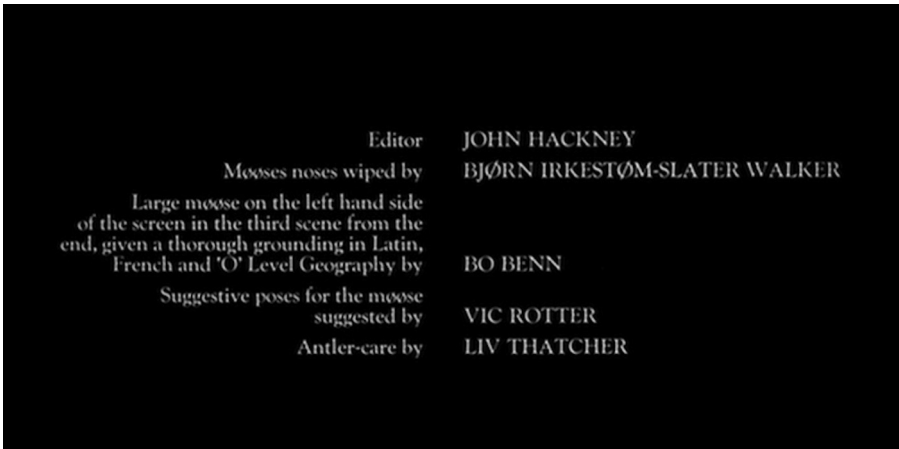 Editor JOHN HACKNEY
Møøses noses wiped by BJØRN IRKESTØM-SLATER WALKER
Large møøse on the left hand side
of the screen in the third scene from the
end, given a thorough grounding in Latin,
French and 'O' Level Geography by BO BENN
Suggestive poses for the møøse
suggested by VIC ROTTER
Antler-care by LIV THATCHER